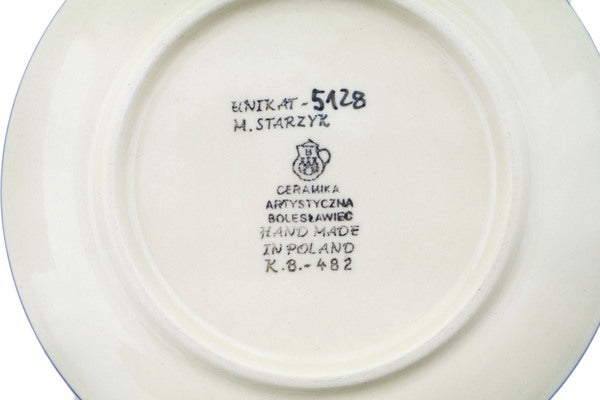 UNIKAT-5128
M. STARZYK
B
CERAMIKA
ARTYSTYCZNA
BOLESŁAWIEC
HAND MADE
IN POLAND
K.B.-482